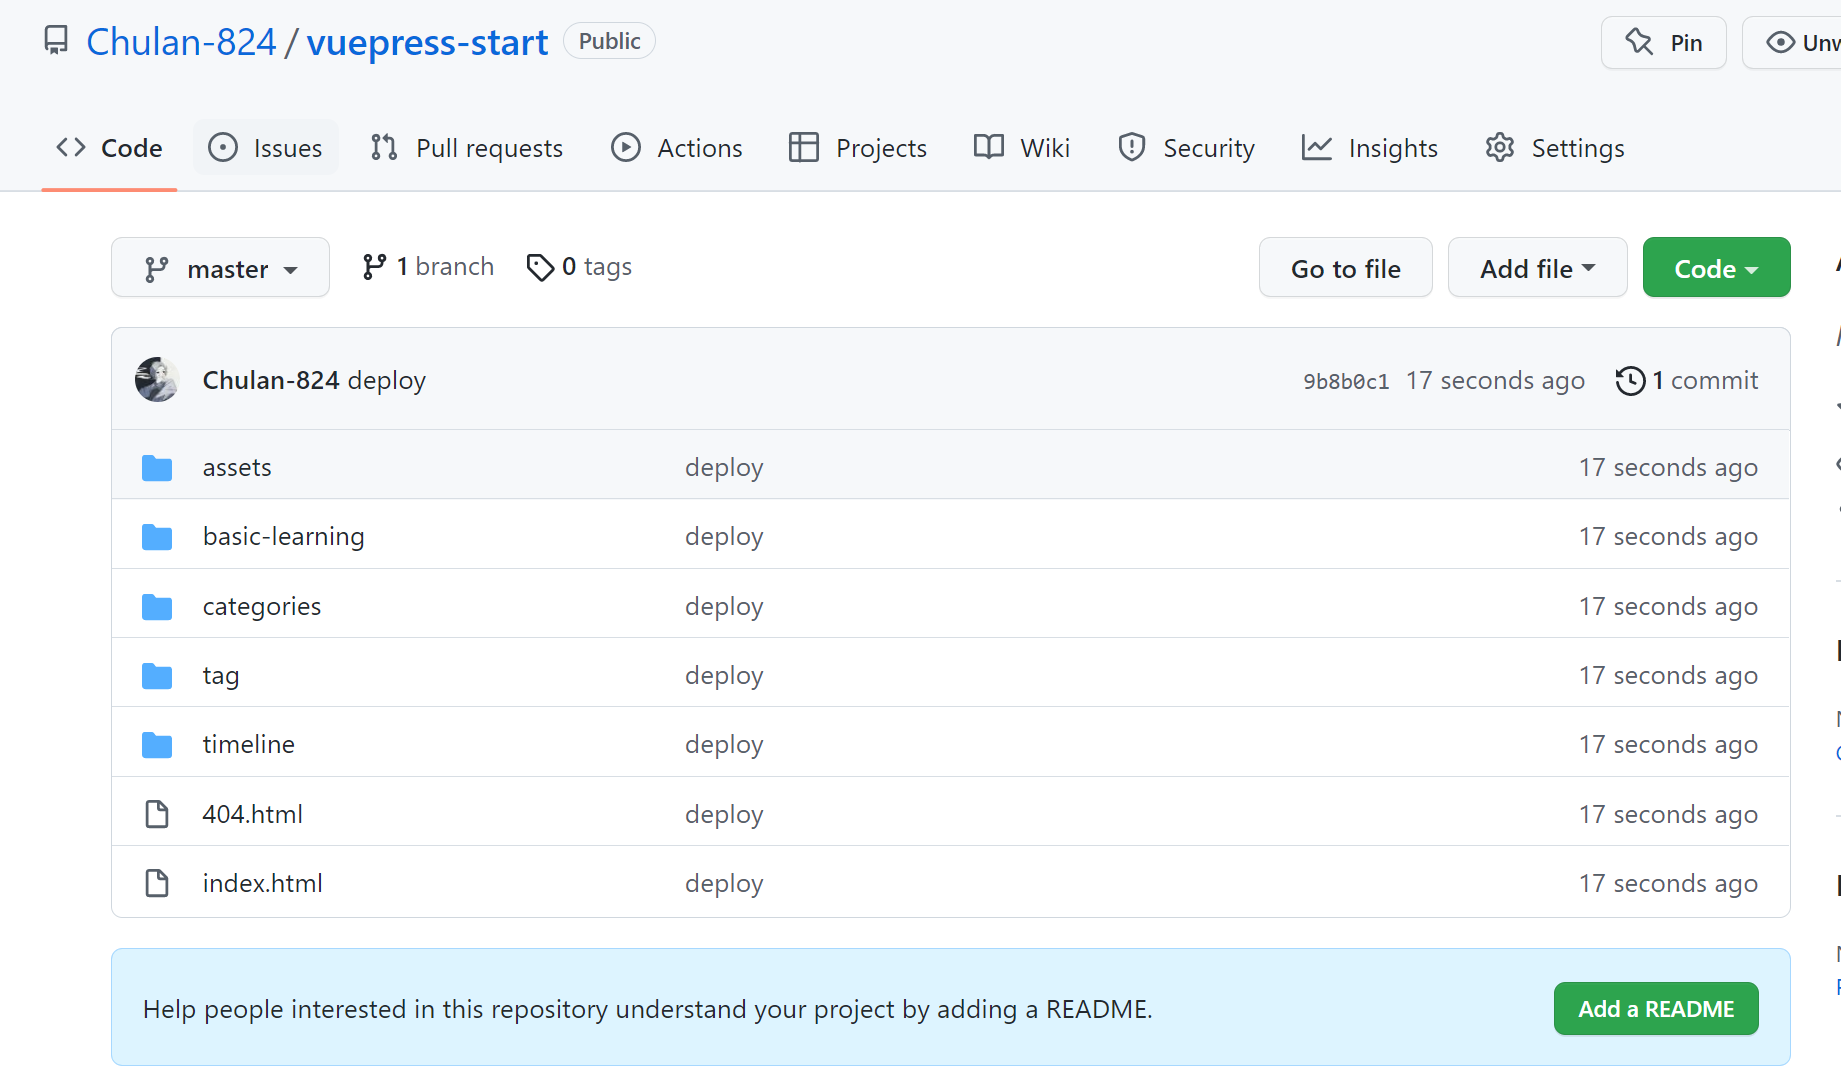 Chulan-824 / vuepress-start Public Pin
Code Issues Pull requests Actions Projects Wiki Security Insights Settings
master 1 branch 0 tags Go to file Add file Code
Chulan-824 deploy 9b8b0c1 17 seconds ago 1 commit
assets deploy 17 seconds ago
basic-learning deploy 17 seconds ago
categories deploy 17 seconds ago
tag deploy 17 seconds ago
timeline deploy 17 seconds ago
404.html deploy 17 seconds ago
index.html deploy 17 seconds ago
Help people interested in this repository understand your project by adding a README. Add a README